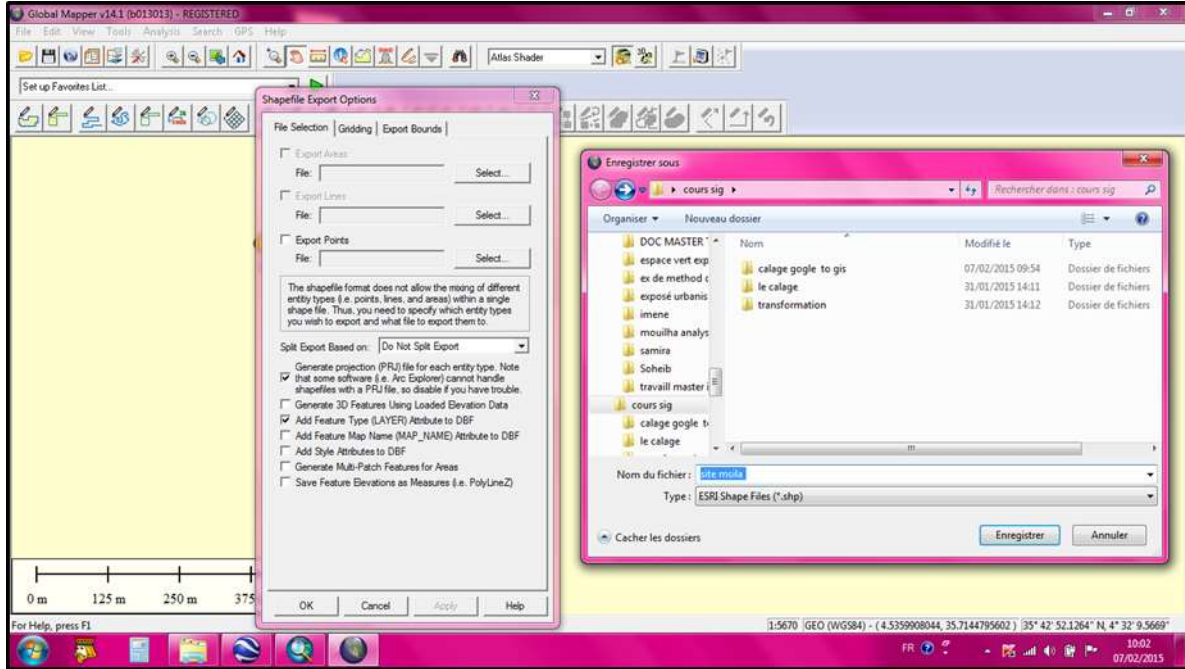 Global Mapper v14.1 (b013013) - REGISTERED
File Edit View Tools Analysis Search GPS Help
Atlas Shader
Set up Favorites List...
Shapefile Export Options
File Selection Gridding Export Bounds
Export Areas
File: Select...
Export Lines
File: Select...
Export Points
File: Select...
The shapefile format does not allow the mixing of different
entity types (i.e. points, lines, and areas) within a single
shape file. Thus, you need to specify which entity types
you wish to export and what file to export them to.
Split Export Based on: Do Not Split Export
Generate projection (PRJ) file for each entity type. Note
that some software (i.e. Arc Explorer) cannot handle
shapefiles with a PRJ file, so disable if you have trouble.
Generate 3D Features Using Loaded Elevation Data
Add Feature Type (LAYER) Attribute to DBF
Add Feature Map Name (MAP_NAME) Attribute to DBF
Add Style Attributes to DBF
Generate Multi-Patch Features for Areas
Save Feature Elevations as Measures (i.e. PolyLineZ)
OK Cancel Apply Help
Enregistrer sous
cours sig
Rechercher dans : cours sig
Organiser Nouveau dossier
DOC MASTER
espace vert exp
ex de method d
exposé urbanis
imene
mouilha analys
samira
Soheib
travaill master i
cours sig
calage gogle to
le calage
Nom Modifié le Type
calage gogle to gis 07/02/2015 09:54 Dossier de fichiers
le calage 31/01/2015 14:11 Dossier de fichiers
transformation 31/01/2015 14:12 Dossier de fichiers
Nom du fichier : site moila
Type : ESRI Shape Files (*.shp)
Cacher les dossiers Enregistrer Annuler
0 m 125 m 250 m 375
For Help, press F1
1:5670 GEO (WGS84) - ( 4.5359908044, 35.7144795602 ) 35° 42' 52.1264" N, 4° 32' 9.5669"
FR
10:02
07/02/2015